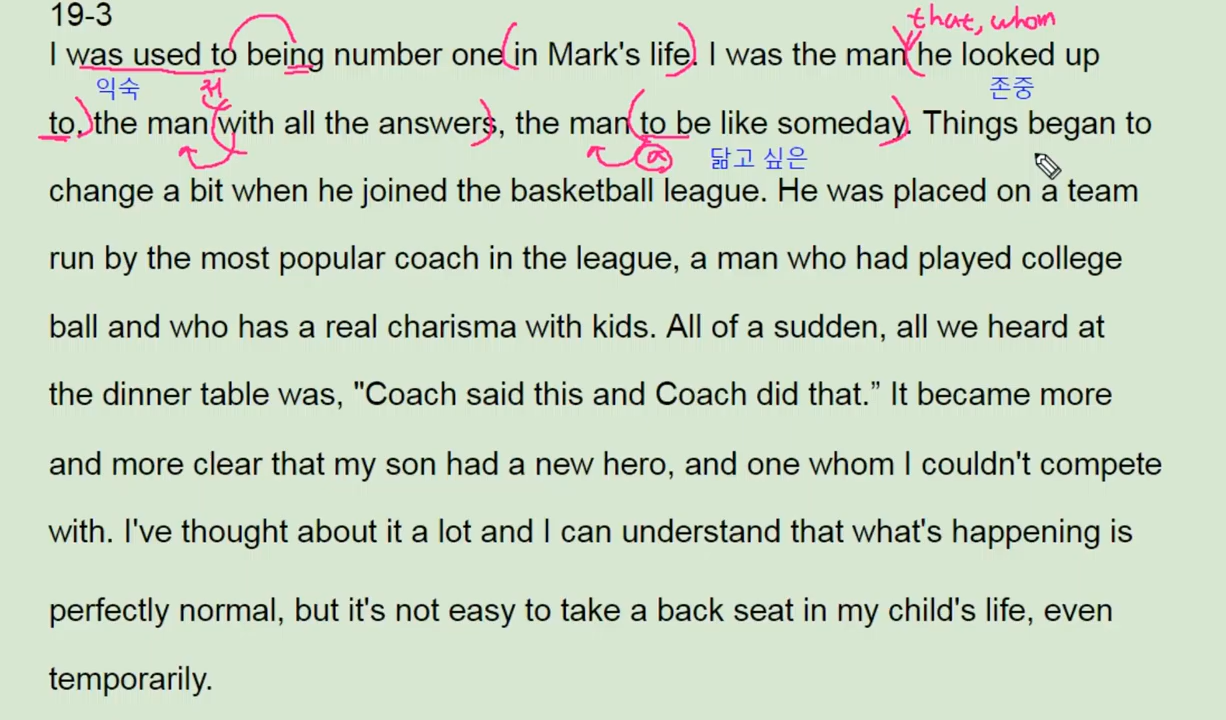 19-3
that, whom
I was used to being number one in Mark's life. I was the man he looked up
익숙 전 존중
to, the man with all the answers, the man to be like someday. Things began to
닮고 싶은
change a bit when he joined the basketball league. He was placed on a team
run by the most popular coach in the league, a man who had played college
ball and who has a real charisma with kids. All of a sudden, all we heard at
the dinner table was, "Coach said this and Coach did that.” It became more
and more clear that my son had a new hero, and one whom I couldn't compete
with. I've thought about it a lot and I can understand that what's happening is
perfectly normal, but it's not easy to take a back seat in my child's life, even
temporarily.